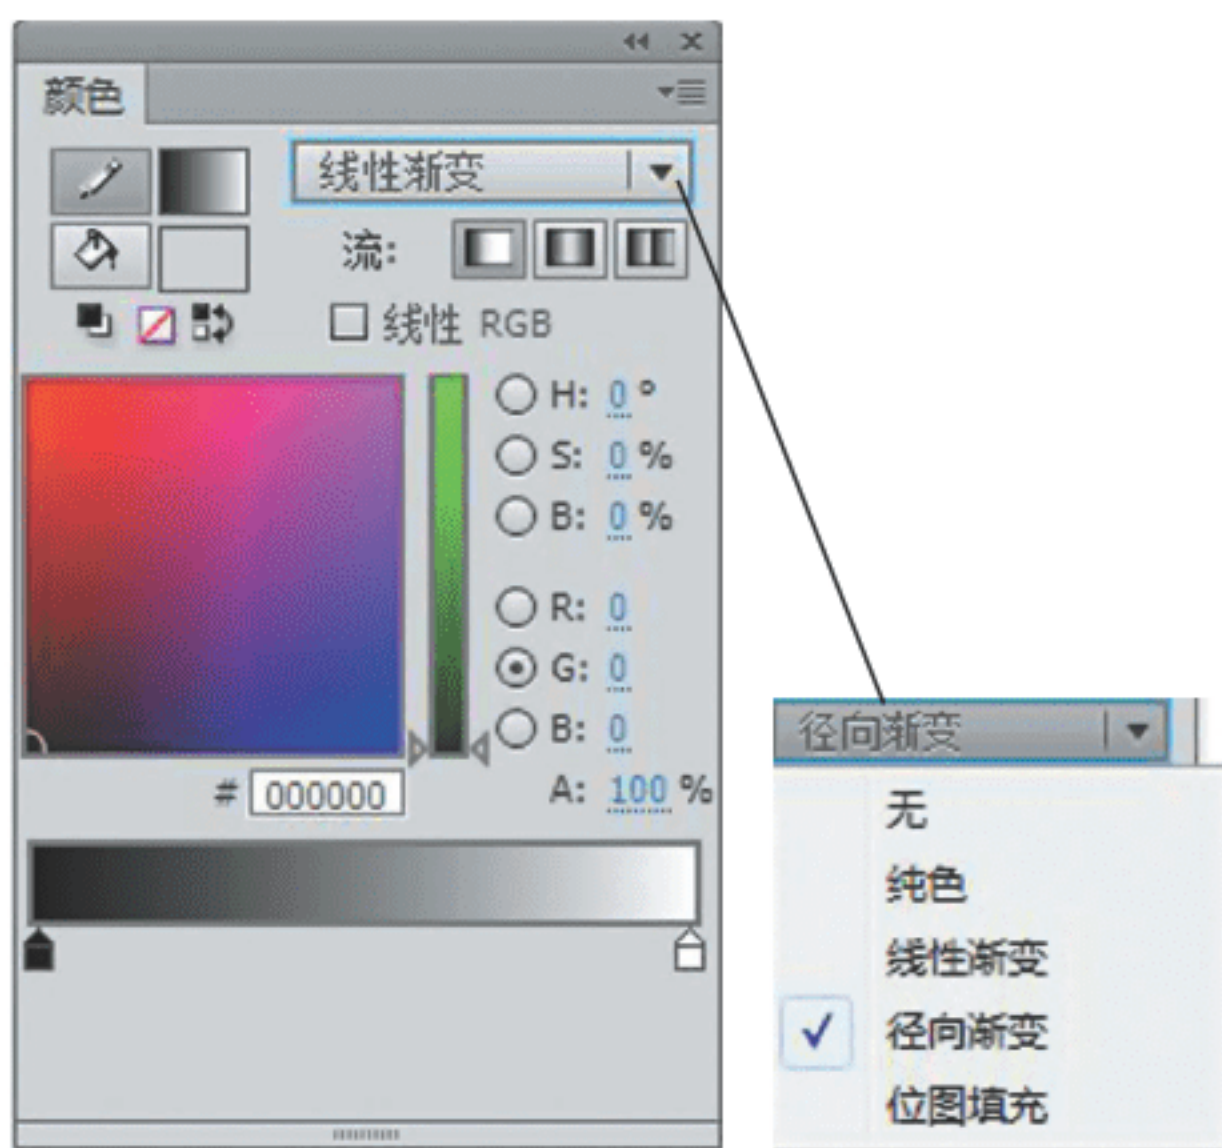 颜色
线性渐变
流:
线性 RGB
H: 0 °
S: 0 %
B: 0 %
R: 0
G: 0
B: 0
# 000000 A: 100 %
径向渐变
无
纯色
线性渐变
径向渐变
位图填充